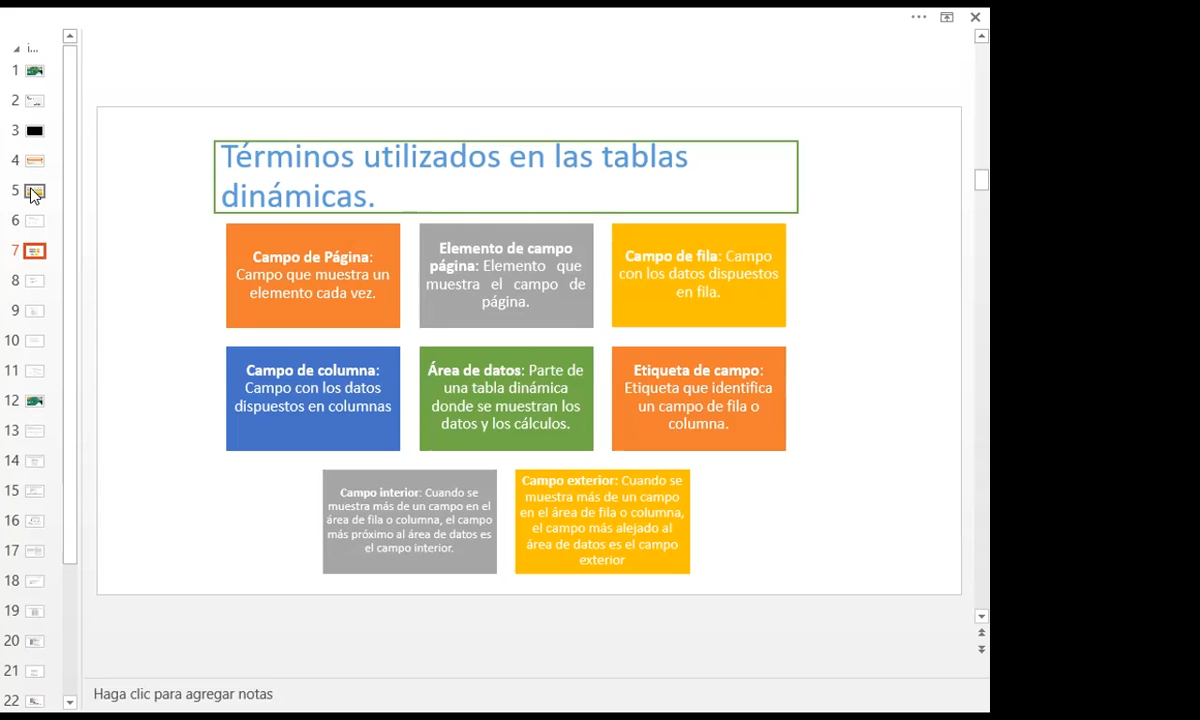 i...
1
2
3
4
5
6
7
8
9
10
11
12
13
14
15
16
17
18
19
20
21
22
Términos utilizados en las tablas
dinámicas.
Campo de Página:
Campo que muestra un
elemento cada vez.
Elemento de campo
página: Elemento que
muestra el campo de
página.
Campo de fila: Campo
con los datos dispuestos
en fila.
Campo de columna:
Campo con los datos
dispuestos en columnas
Área de datos: Parte de
una tabla dinámica
donde se muestran los
datos y los cálculos.
Etiqueta de campo:
Etiqueta que identifica
un campo de fila o
columna.
Campo interior: Cuando se
muestra más de un campo en el
área de fila o columna, el campo
más próximo al área de datos es
el campo interior.
Campo exterior: Cuando se
muestra más de un campo
en el área de fila o columna,
el campo más alejado al
área de datos es el campo
exterior
Haga clic para agregar notas